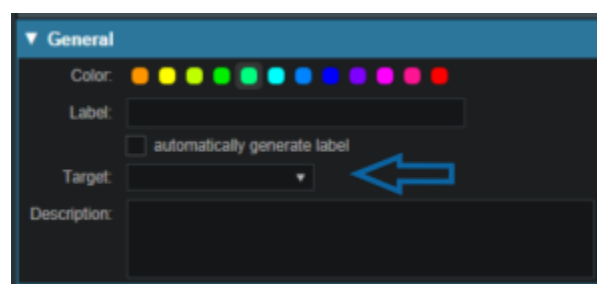 ▼ General
Color:
Label:
automatically generate label
Target:
Description: